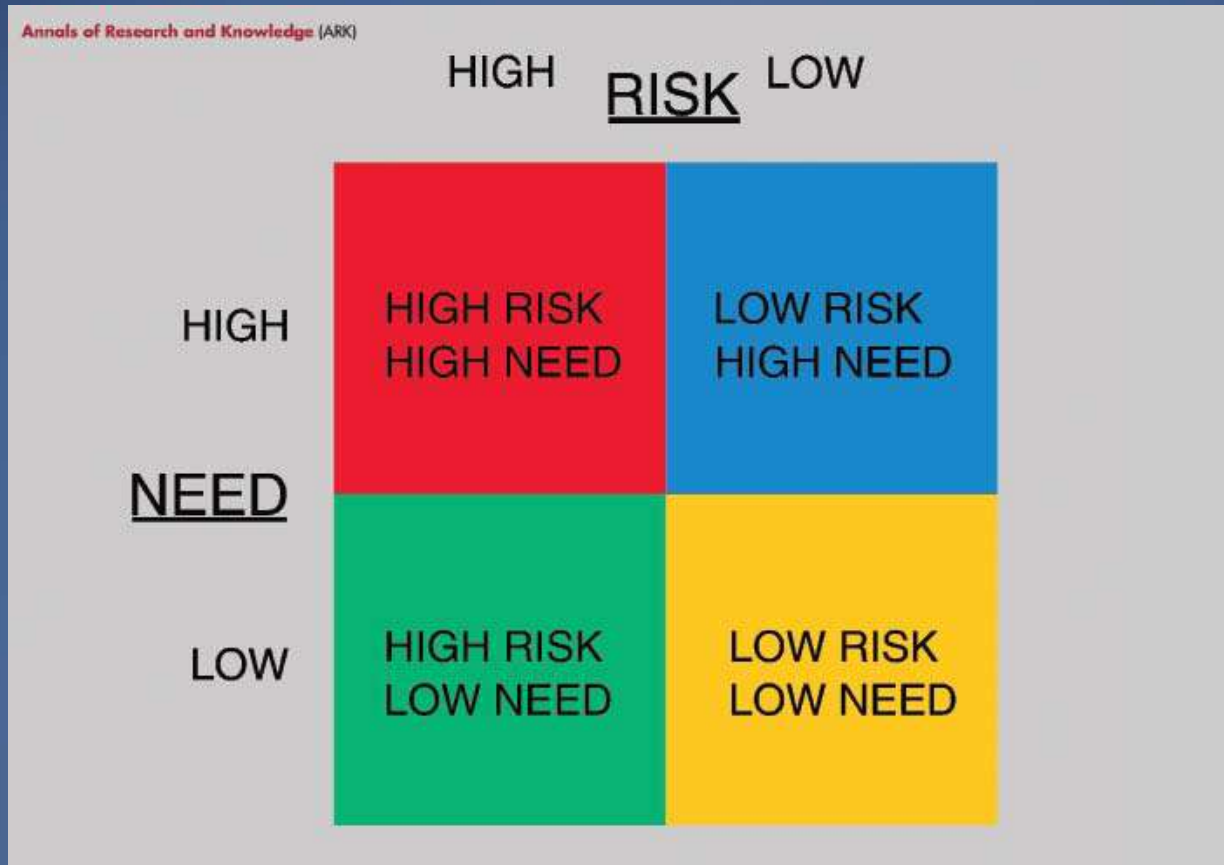 Annals of Research and Knowledge (ARK)
HIGH RISK LOW
HIGH
HIGH RISK
HIGH NEED
LOW RISK
HIGH NEED
NEED
LOW
HIGH RISK
LOW NEED
LOW RISK
LOW NEED